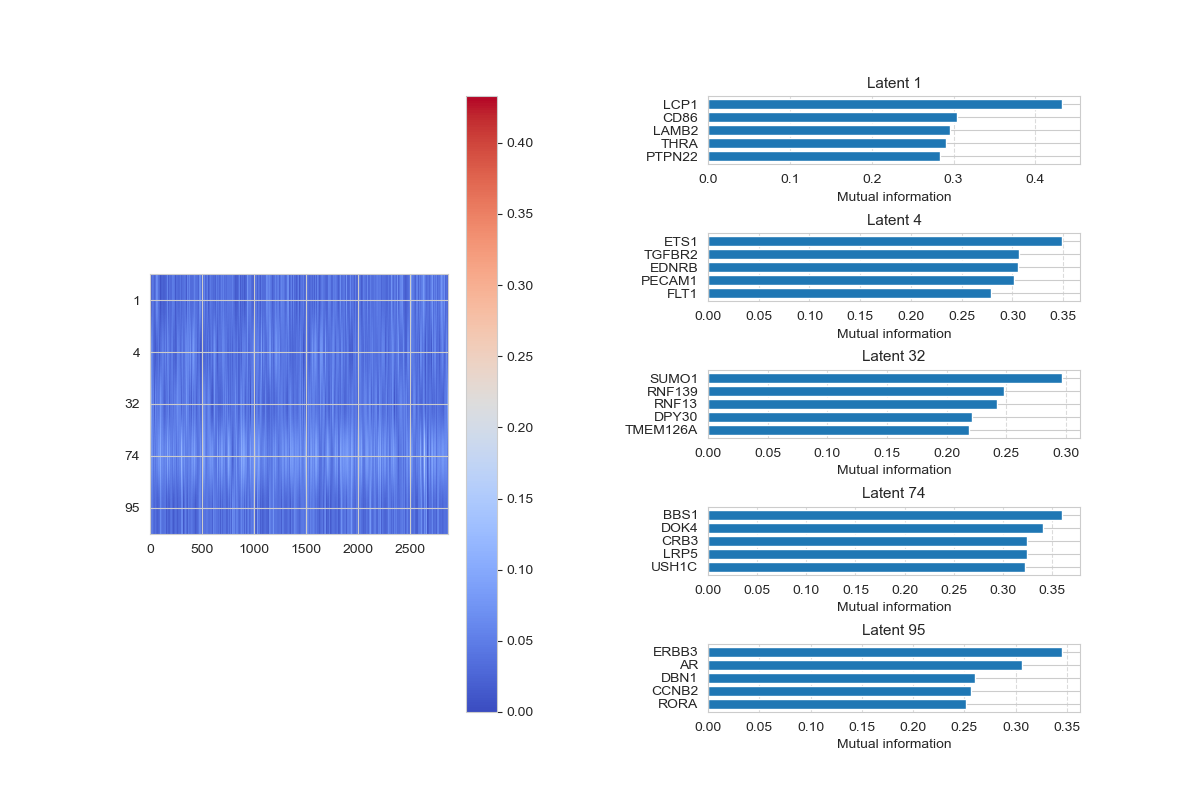 1
4
32
74
95
0 500 1000 1500 2000 2500
0.40
0.35
0.30
0.25
0.20
0.15
0.10
0.05
0.00
Latent 1
LCP1
CD86
LAMB2
THRA
PTPN22
0.0 0.1 0.2 0.3 0.4
Mutual information
Latent 4
ETS1
TGFBR2
EDNRB
PECAM1
FLT1
0.00 0.05 0.10 0.15 0.20 0.25 0.30 0.35
Mutual information
Latent 32
SUMO1
RNF139
RNF13
DPY30
TMEM126A
0.00 0.05 0.10 0.15 0.20 0.25 0.30
Mutual information
Latent 74
BBS1
DOK4
CRB3
LRP5
USH1C
0.00 0.05 0.10 0.15 0.20 0.25 0.30 0.35
Mutual information
Latent 95
ERBB3
AR
DBN1
CCNB2
RORA
0.00 0.05 0.10 0.15 0.20 0.25 0.30 0.35
Mutual information